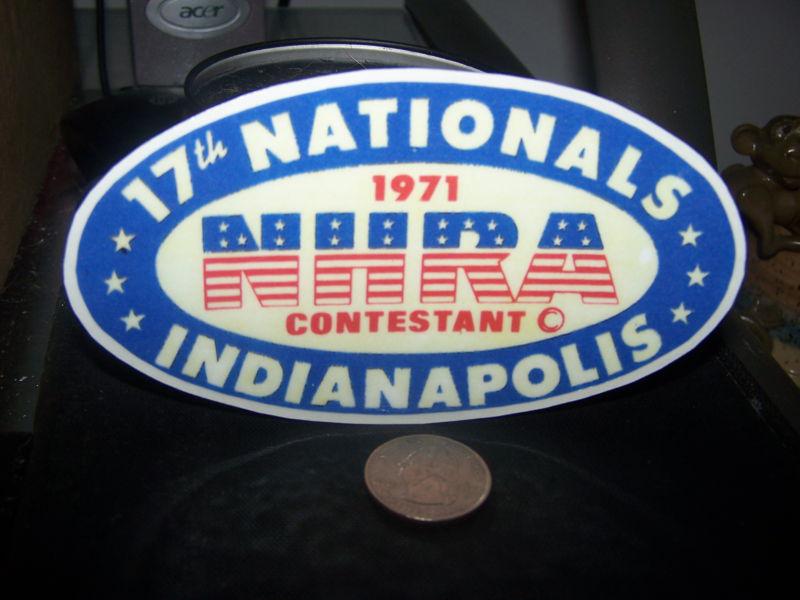 acer
17th NATIONALS
1971
NHRA
CONTESTANT ©
INDIANAPOLIS